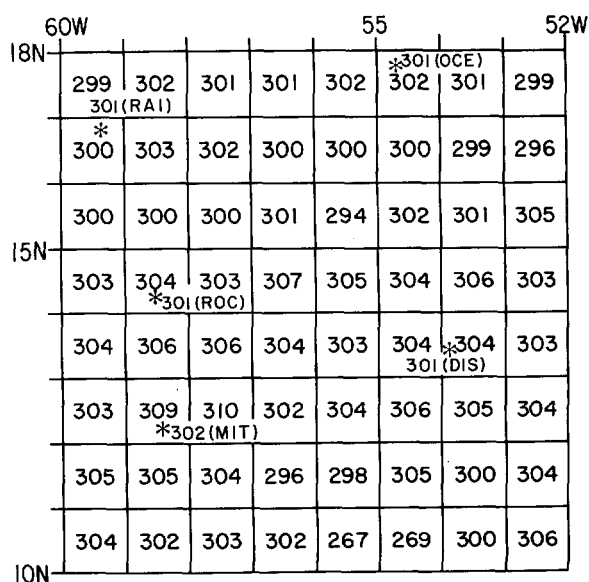 60W 55 52W
18N
*301(OCE)
299 302 301 301 302 302 301 299
301(RAI)
*
300 303 302 300 300 300 299 296
300 300 300 301 294 302 301 305
15N
303 304 303 307 305 304 306 303
*301(ROC)
304 306 306 304 303 304 *304 303
301(DIS)
303 309 310 302 304 306 305 304
*302(MIT)
305 305 304 296 298 305 300 304
304 302 303 302 267 269 300 306
10N